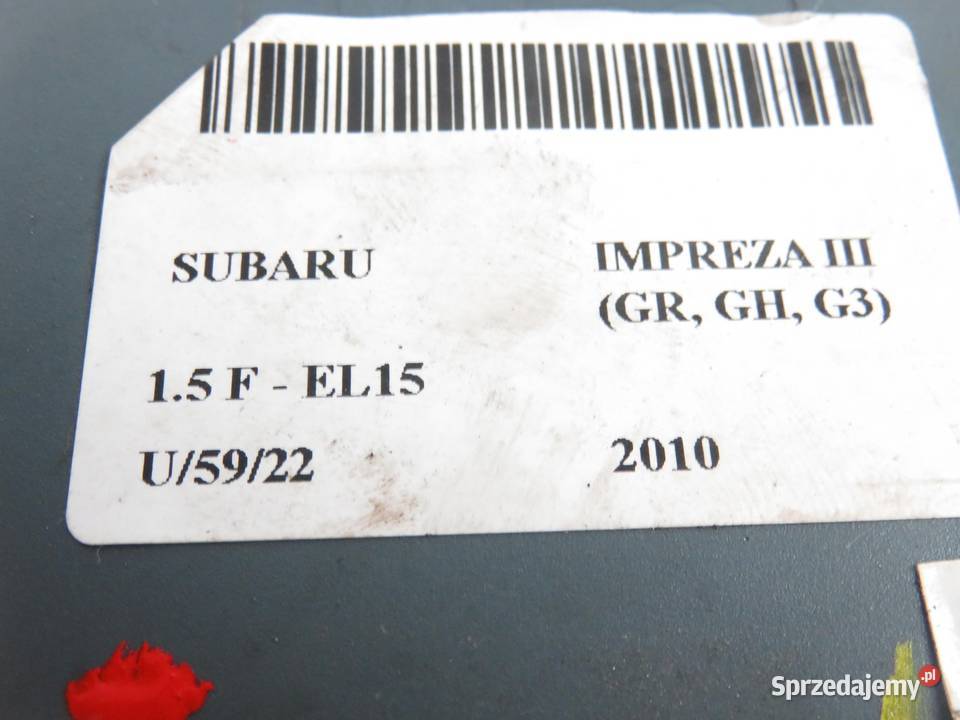 SUBARU
IMPREZA III
(GR, GH, G3)
1.5 F - EL15
U/59/22
2010
Sprzedajemy.pl